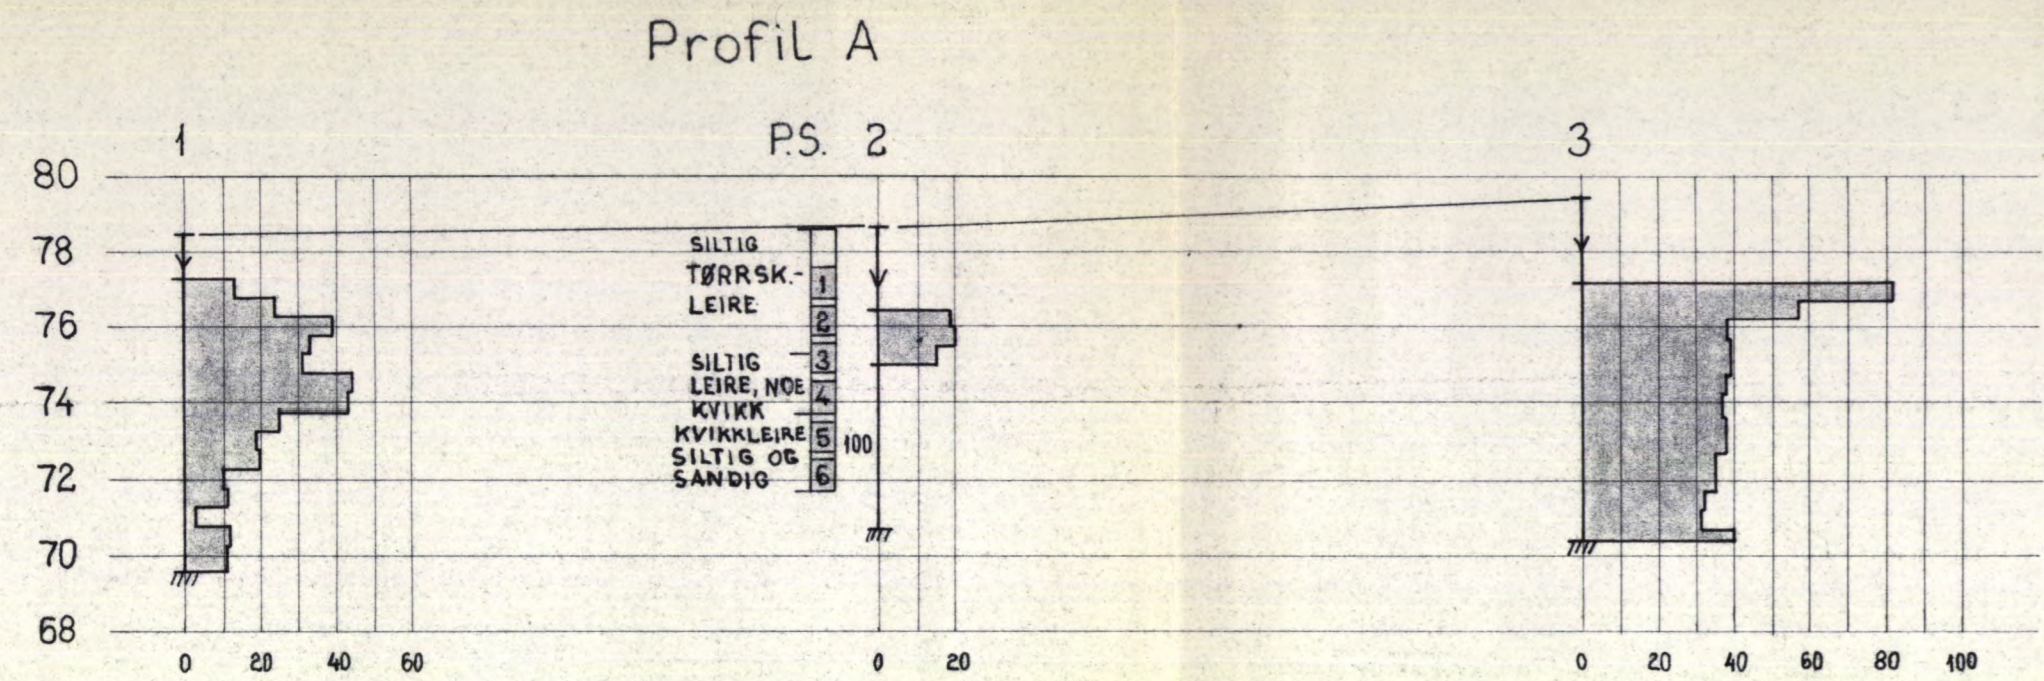 Profil A
1
P.S. 2
3
80
78
76
74
72
70
68
SILTIG
TØRRSK.-
LEIRE
SILTIG
LEIRE, NOE
KVIKK
KVIKKLEIRE
SILTIG OG
SANDIG
1
2
3
4
5
6
100
0 20 40 60
0 20
0 20 40 60 80 100